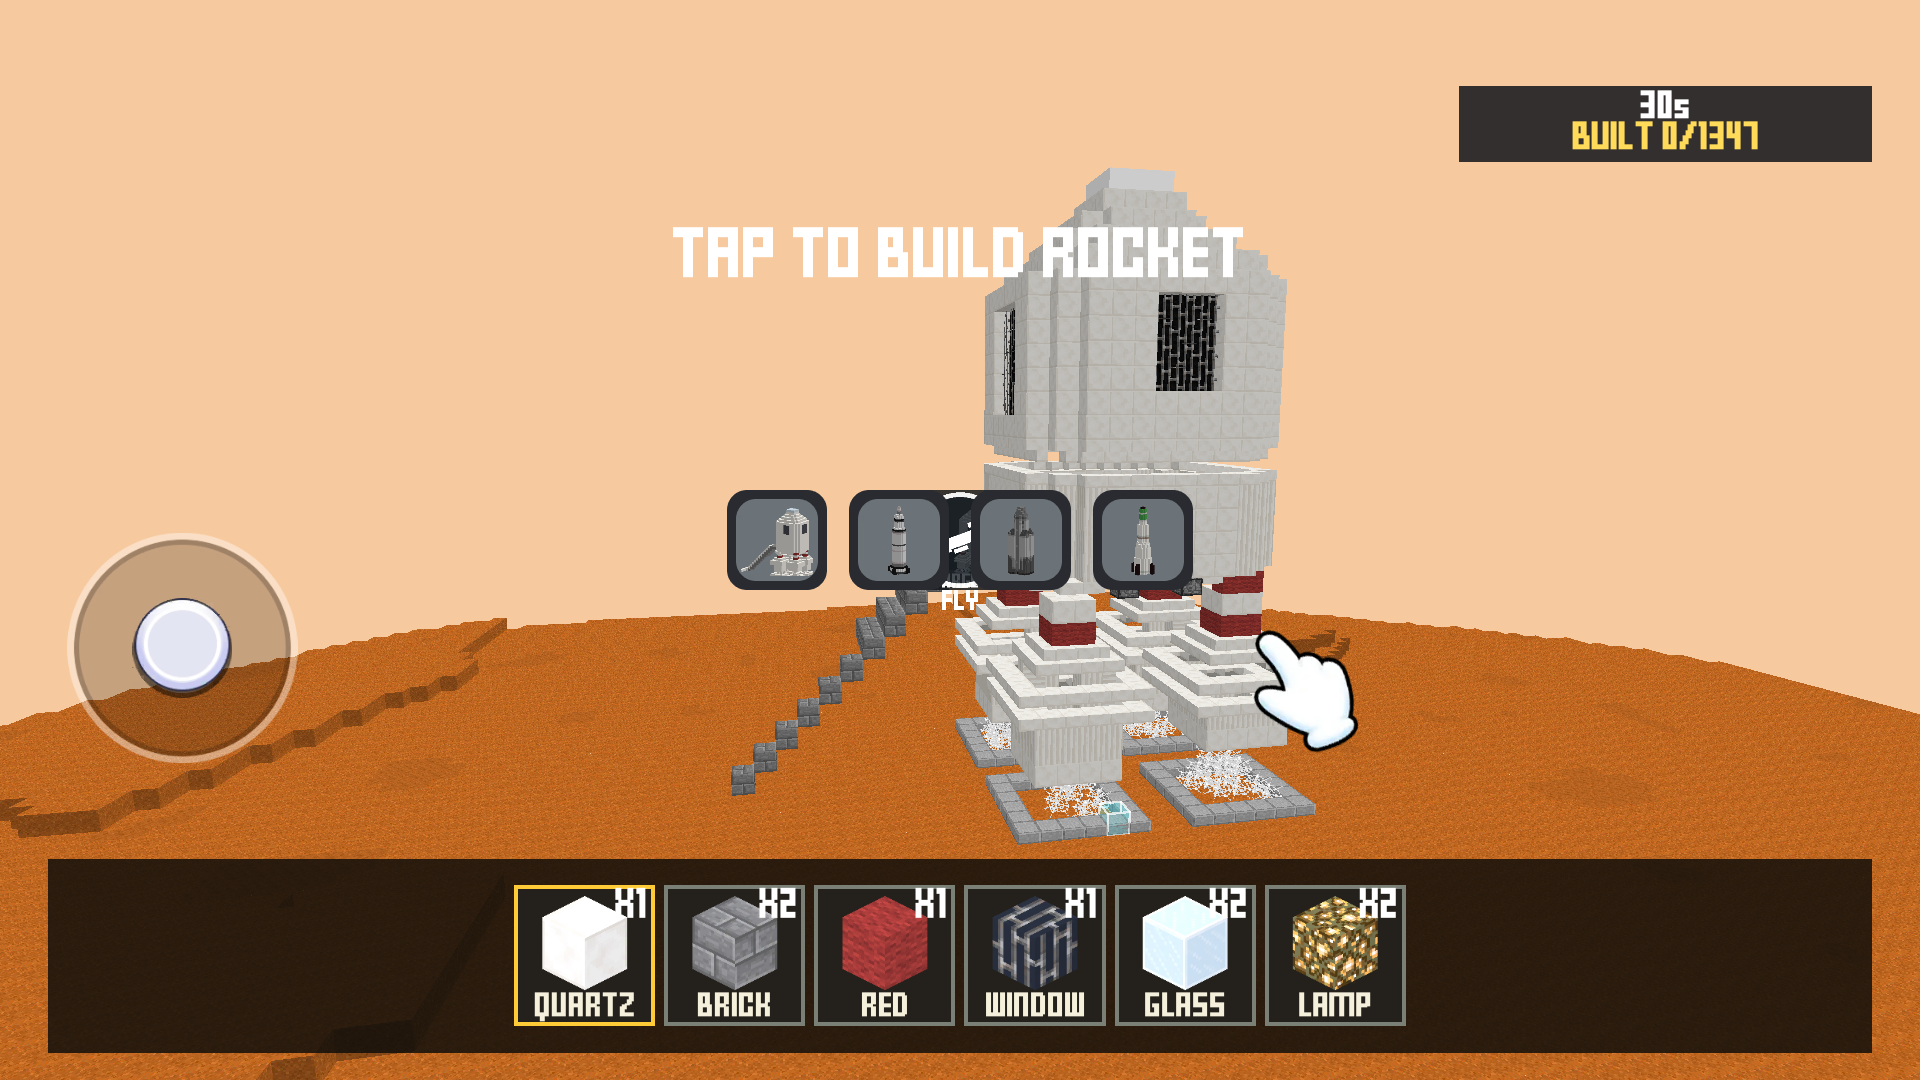 30s
BUILT 0/1347
TAP TO BUILD ROCKET
FLY
X1
X2
X1
X1
X2
X2
QUARTZ
BRICK
RED
WINDOW
GLASS
LAMP